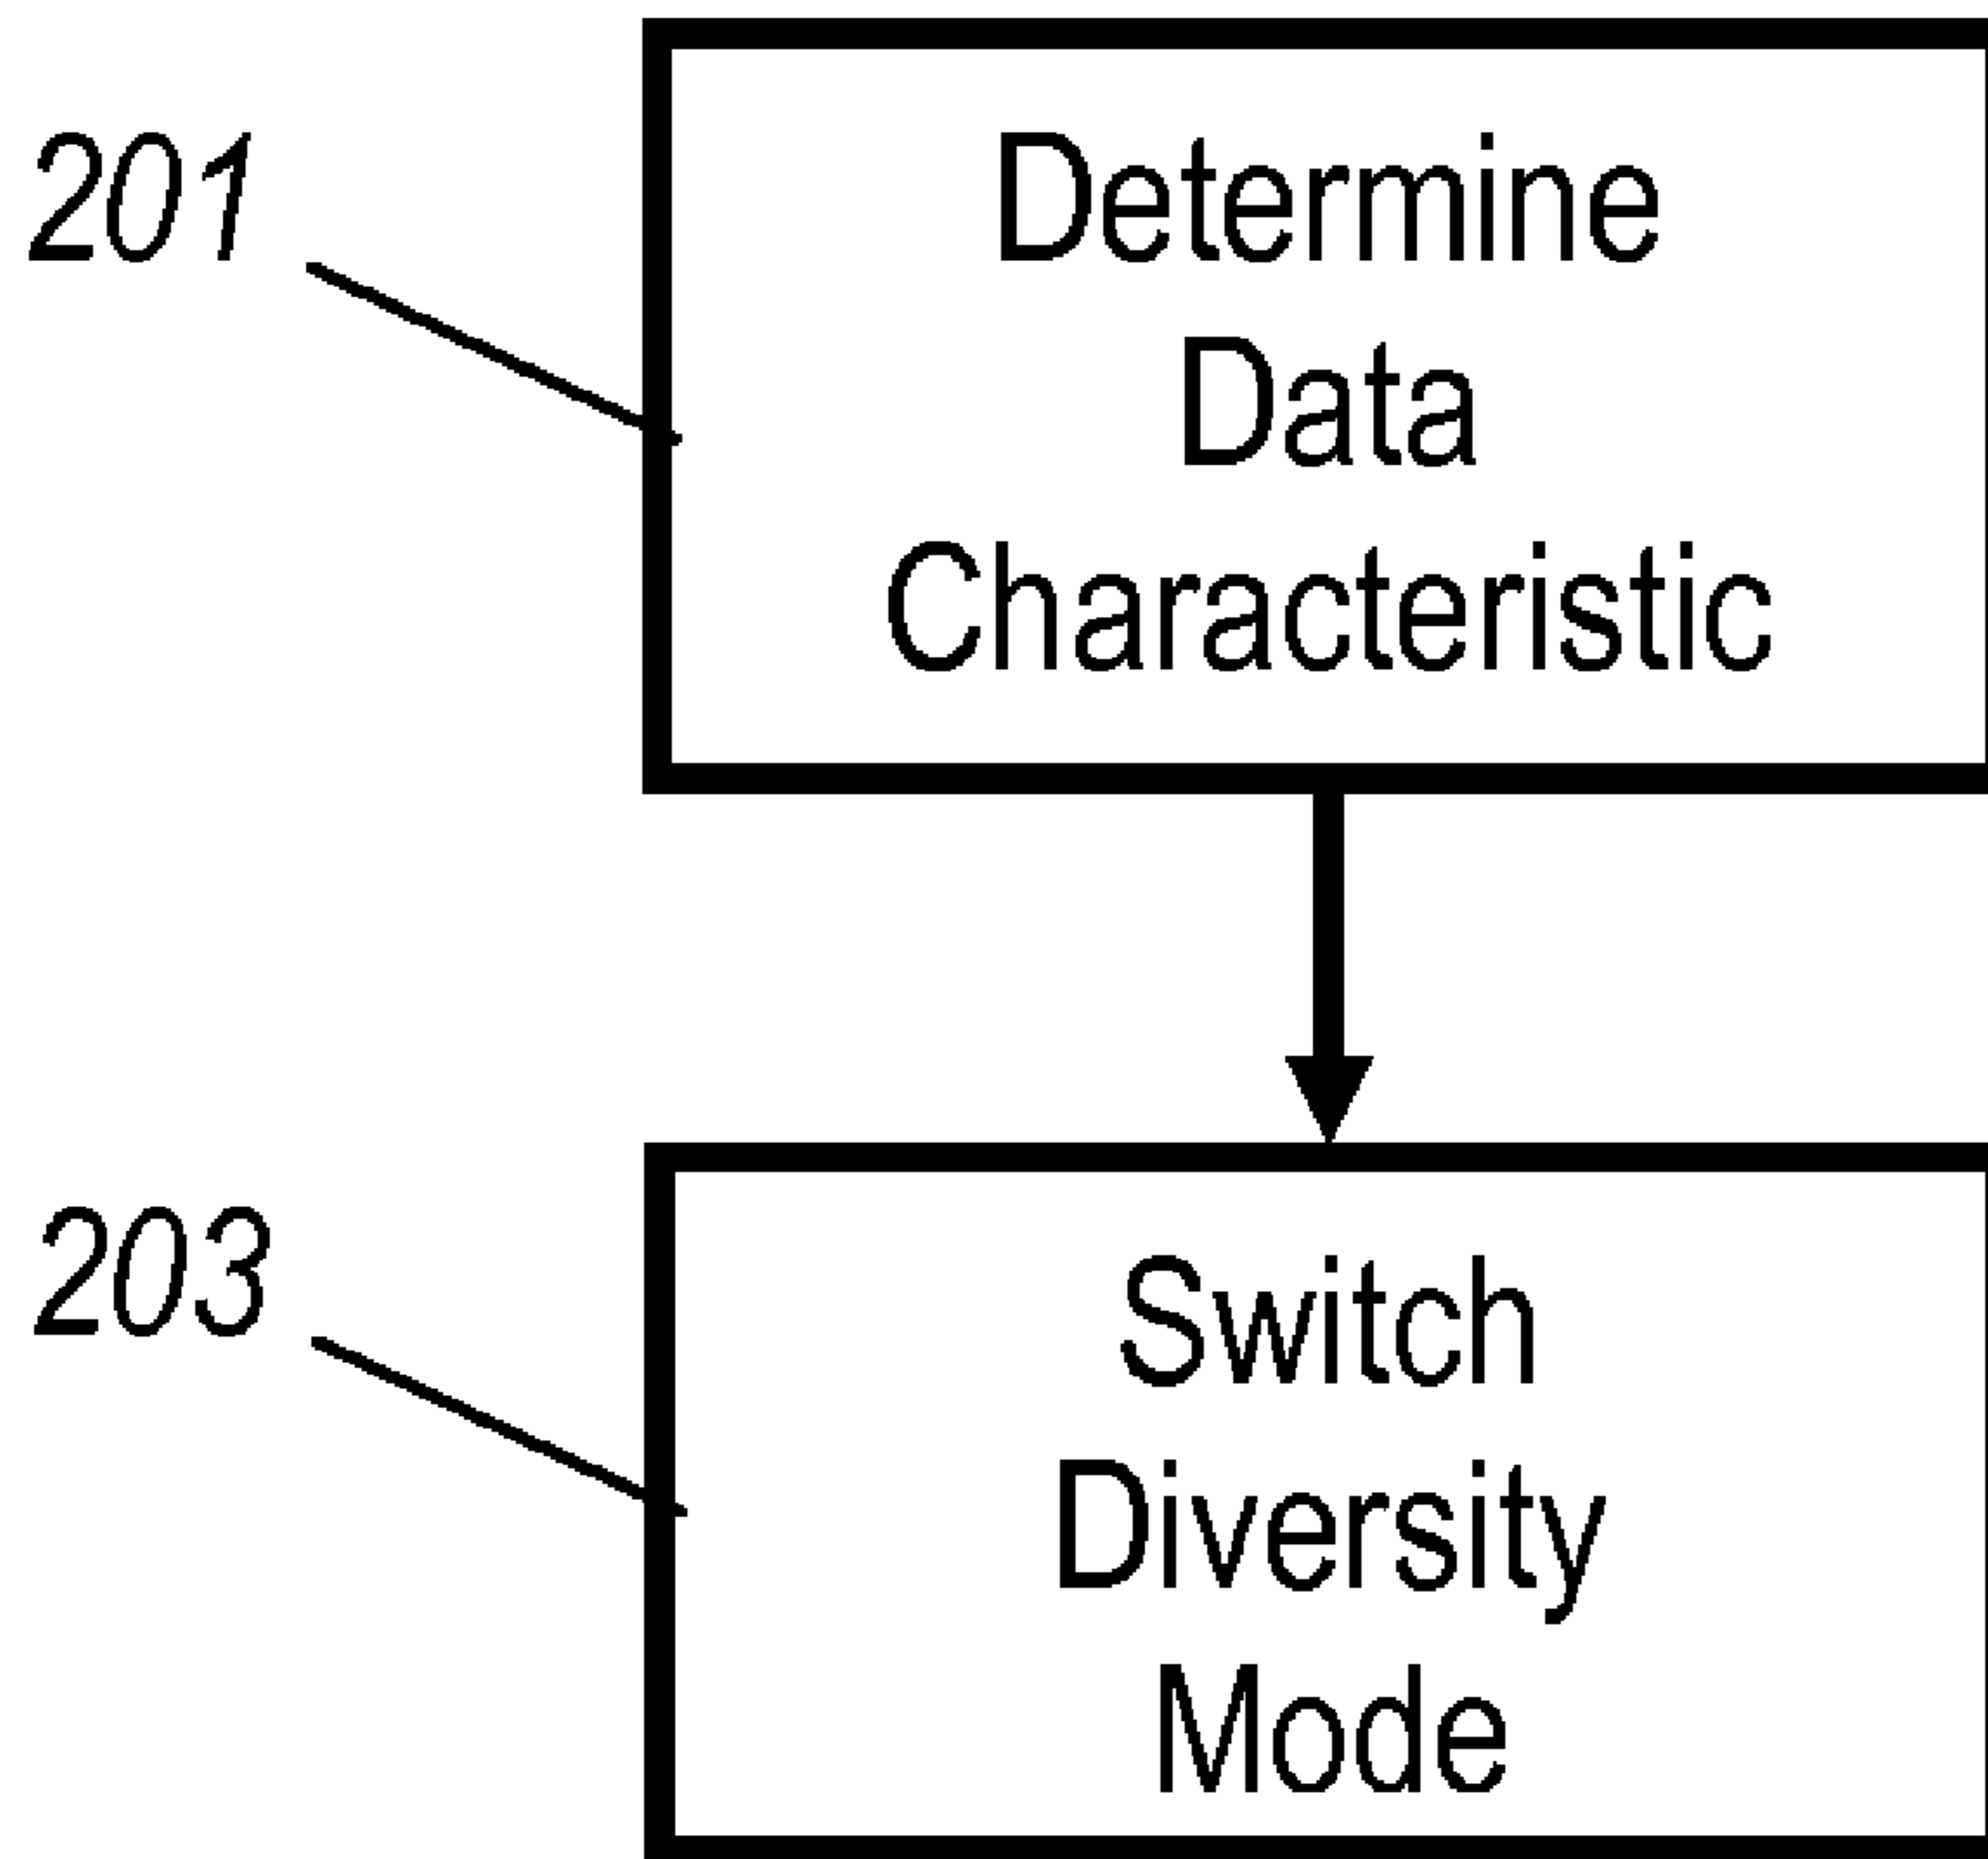 201
Determine
Data
Characteristic
203
Switch
Diversity
Mode